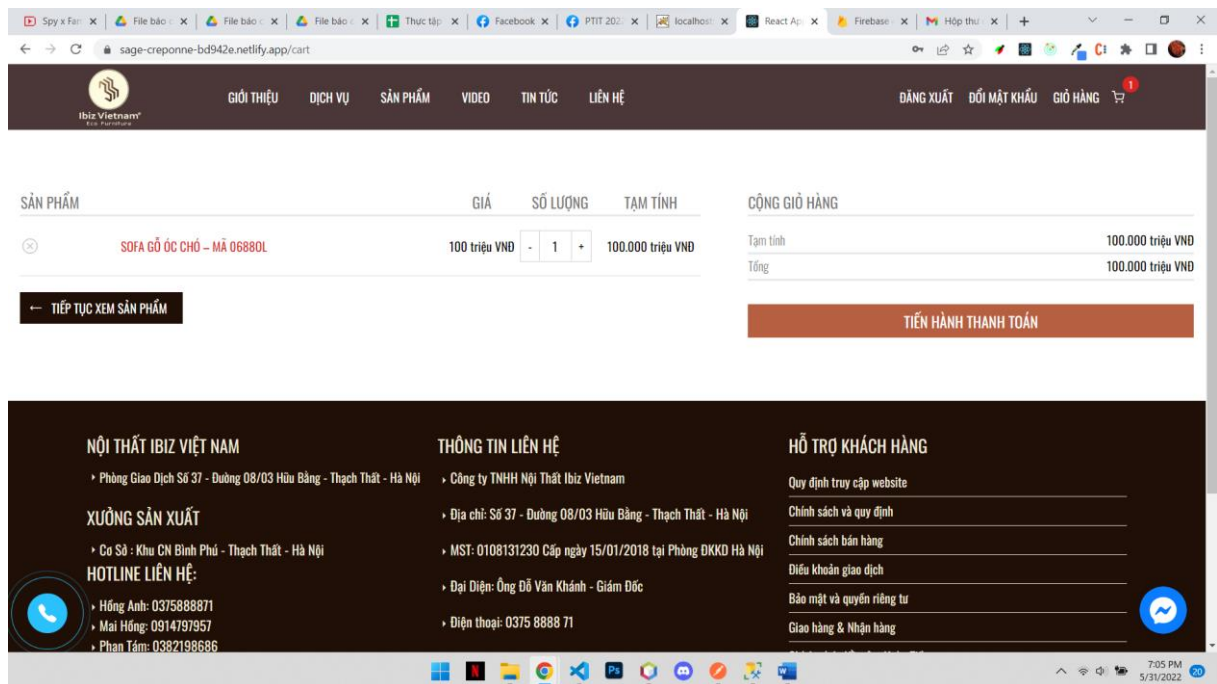 Spy x Fan
File báo c
File báo c
File báo c
Thực tập
Facebook
PTIT 202
localhost
React Ap
Firebase
Hộp thư
sage-creponne-bd942e.netlify.app/cart
Ibiz Vietnam
Eco Furniture
GIỚI THIỆU DỊCH VỤ SẢN PHẨM VIDEO TIN TỨC LIÊN HỆ
ĐĂNG XUẤT ĐỔI MẬT KHẨU GIỎ HÀNG 1
SẢN PHẨM GIÁ SỐ LƯỢNG TẠM TÍNH
SOFA GỖ ÓC CHÓ – MÃ 06880L 100 triệu VNĐ - 1 + 100.000 triệu VNĐ
← TIẾP TỤC XEM SẢN PHẨM
CỘNG GIỎ HÀNG
Tạm tính 100.000 triệu VNĐ
Tổng 100.000 triệu VNĐ
TIẾN HÀNH THANH TOÁN
NỘI THẤT IBIZ VIỆT NAM
Phòng Giao Dịch Số 37 - Đường 08/03 Hữu Bằng - Thạch Thất - Hà Nội
XƯỞNG SẢN XUẤT
Cơ Sở : Khu CN Bình Phú - Thạch Thất - Hà Nội
HOTLINE LIÊN HỆ:
Hồng Anh: 0375888871
Mai Hồng: 0914797957
Phan Tám: 0382198686
THÔNG TIN LIÊN HỆ
Công ty TNHH Nội Thất Ibiz Vietnam
Địa chỉ: Số 37 - Đường 08/03 Hữu Bằng - Thạch Thất - Hà Nội
MST: 0108131230 Cấp ngày 15/01/2018 tại Phòng ĐKKD Hà Nội
Đại Diện: Ông Đỗ Văn Khánh - Giám Đốc
Điện thoại: 0375 8888 71
HỖ TRỢ KHÁCH HÀNG
Quy định truy cập website
Chính sách và quy định
Chính sách bán hàng
Điều khoản giao dịch
Bảo mật và quyền riêng tư
Giao hàng & Nhận hàng
7:05 PM
5/31/2022
20